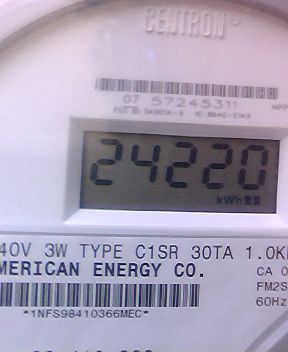 CENTRON
07 57245311
24220
kWh
40V 3W TYPE C1SR 30TA 1.0K
MERICAN ENERGY CO.
CA 0
FM2S
*1NFS98410366MEC*
60Hz